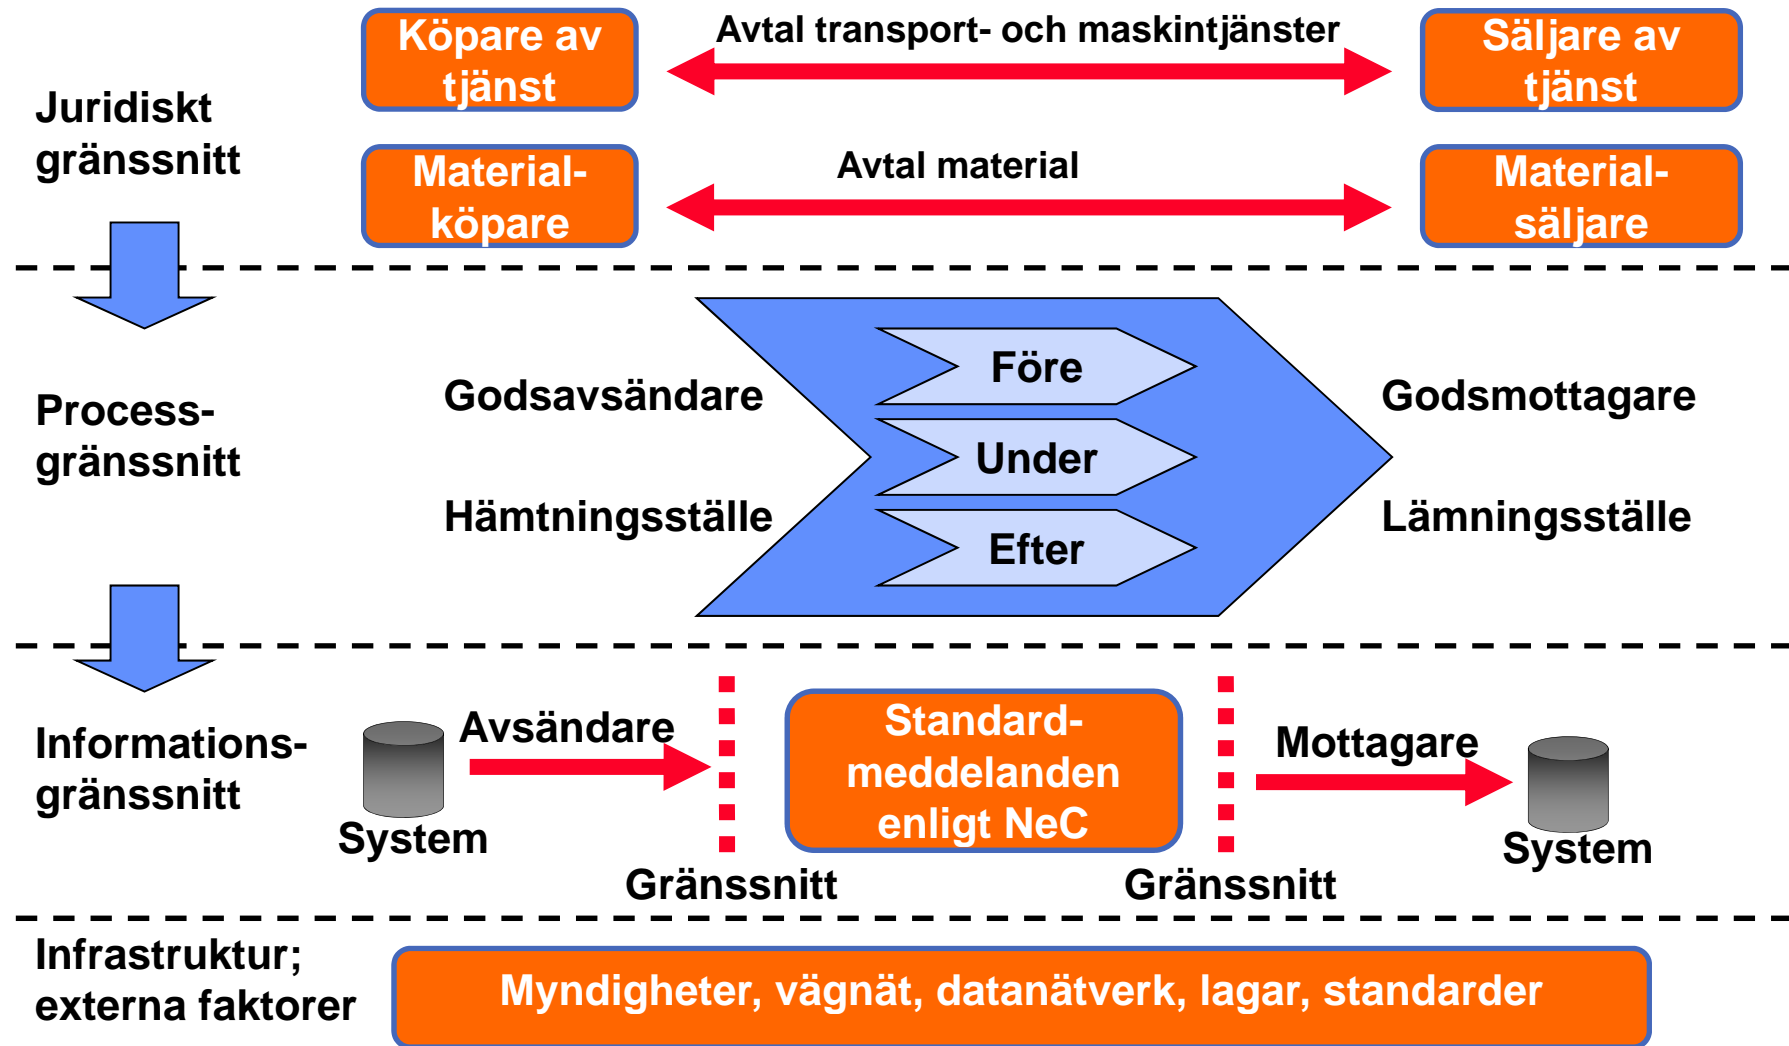 Köpare av
tjänst
Avtal transport- och maskintjänster
Säljare av
tjänst
Juridiskt
gränssnitt
Material-
köpare
Avtal material
Material-
säljare
Process-
gränssnitt
Godsavsändare
Hämtningsställe
Före
Under
Efter
Godsmottagare
Lämningsställe
Informations-
gränssnitt
Avsändare
System
Gränssnitt
Standard-
meddelanden
enligt NeC
Gränssnitt
Mottagare
System
Infrastruktur;
externa faktorer
Myndigheter, vägnät, datanätverk, lagar, standarder